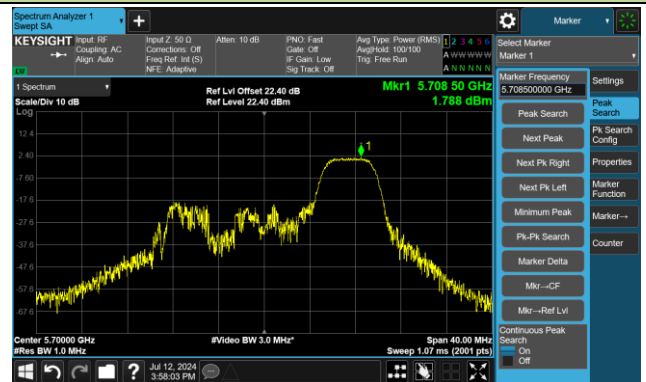 Spectrum Analyzer 1
Swept SA
Marker
KEYSIGHT
Input: RF
Coupling: AC
Align: Auto
Input Z: 50 Ω
Corrections: Off
Freq Ref: Int (S)
NFE: Adaptive
Atten: 10 dB
PNO: Fast
Gate: Off
IF Gain: Low
Sig Track: Off
Avg Type: Power (RMS)
Avg|Hold: 100/100
Trig: Free Run
1 2 3 4 5 6
A W W W W W
A N N N N N
Select Marker
Marker 1
1 Spectrum
Scale/Div 10 dB
Log
Ref Lvl Offset 22.40 dB
Ref Level 22.40 dBm
Mkr1 5.708 50 GHz
1.788 dBm
12.4
2.40
-7.60
-17.6
-27.6
-37.6
-47.6
-57.6
-67.6
1
Center 5.70000 GHz
#Res BW 1.0 MHz
#Video BW 3.0 MHz*
Span 40.00 MHz
Sweep 1.07 ms (2001 pts)
Marker Frequency
5.708500000 GHz
Peak Search
Next Peak
Next Pk Right
Next Pk Left
Minimum Peak
Pk-Pk Search
Marker Delta
Mkr→CF
Mkr→Ref Lvl
Continuous Peak
Search
On
Off
Settings
Peak
Search
Pk Search
Config
Properties
Marker
Function
Marker→
Counter
Jul 12, 2024
3:58:03 PM